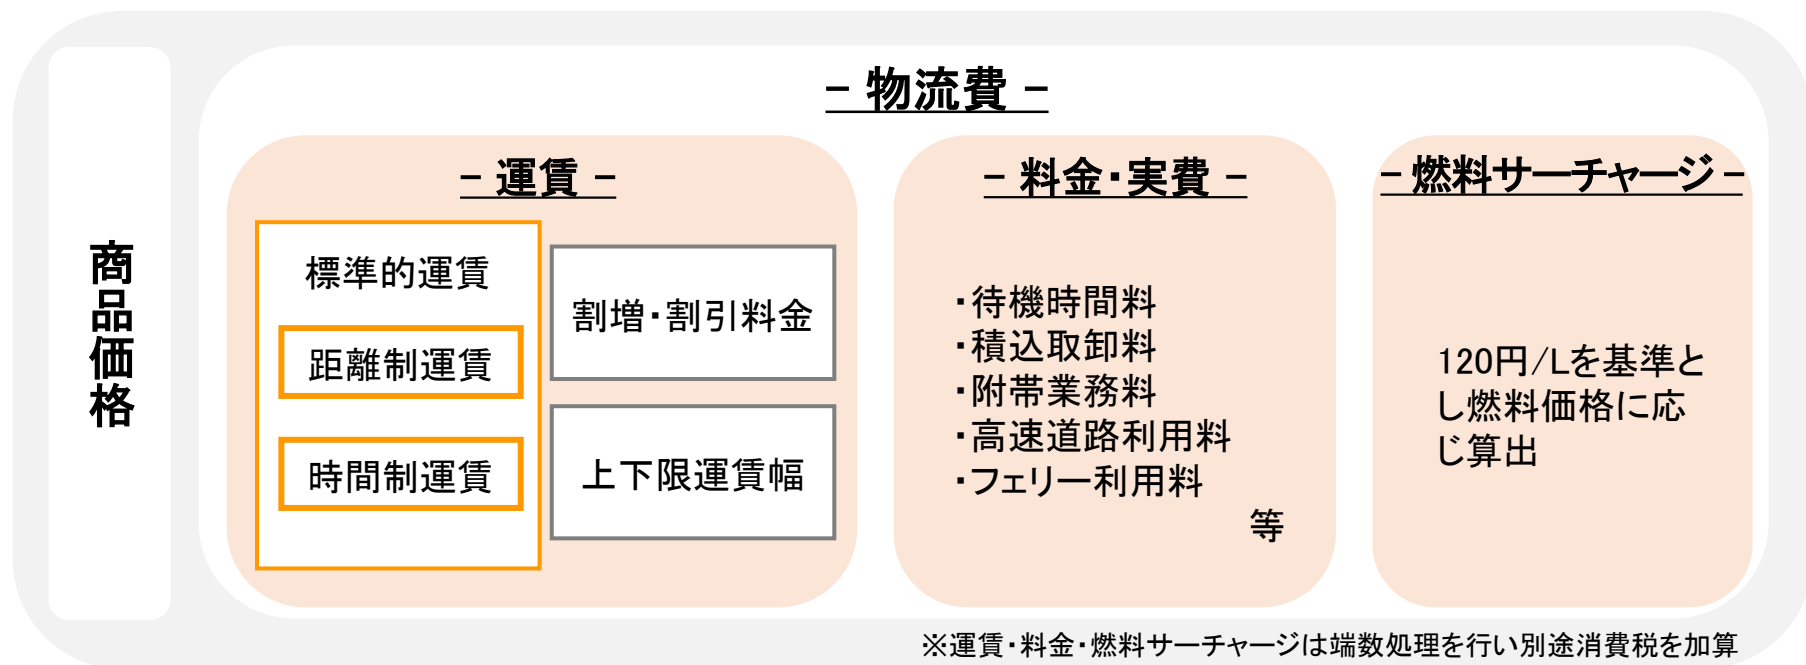 商品価格
– 物流費 –
– 運賃 –
標準的運賃
距離制運賃
時間制運賃
割増・割引料金
上下限運賃幅
– 料金・実費 –
・待機時間料
・積込取卸料
・附帯業務料
・高速道路利用料
・フェリー利用料
等
– 燃料サーチャージ –
120円/Lを基準と
し燃料価格に応
じ算出
※運賃・料金・燃料サーチャージは端数処理を行い別途消費税を加算